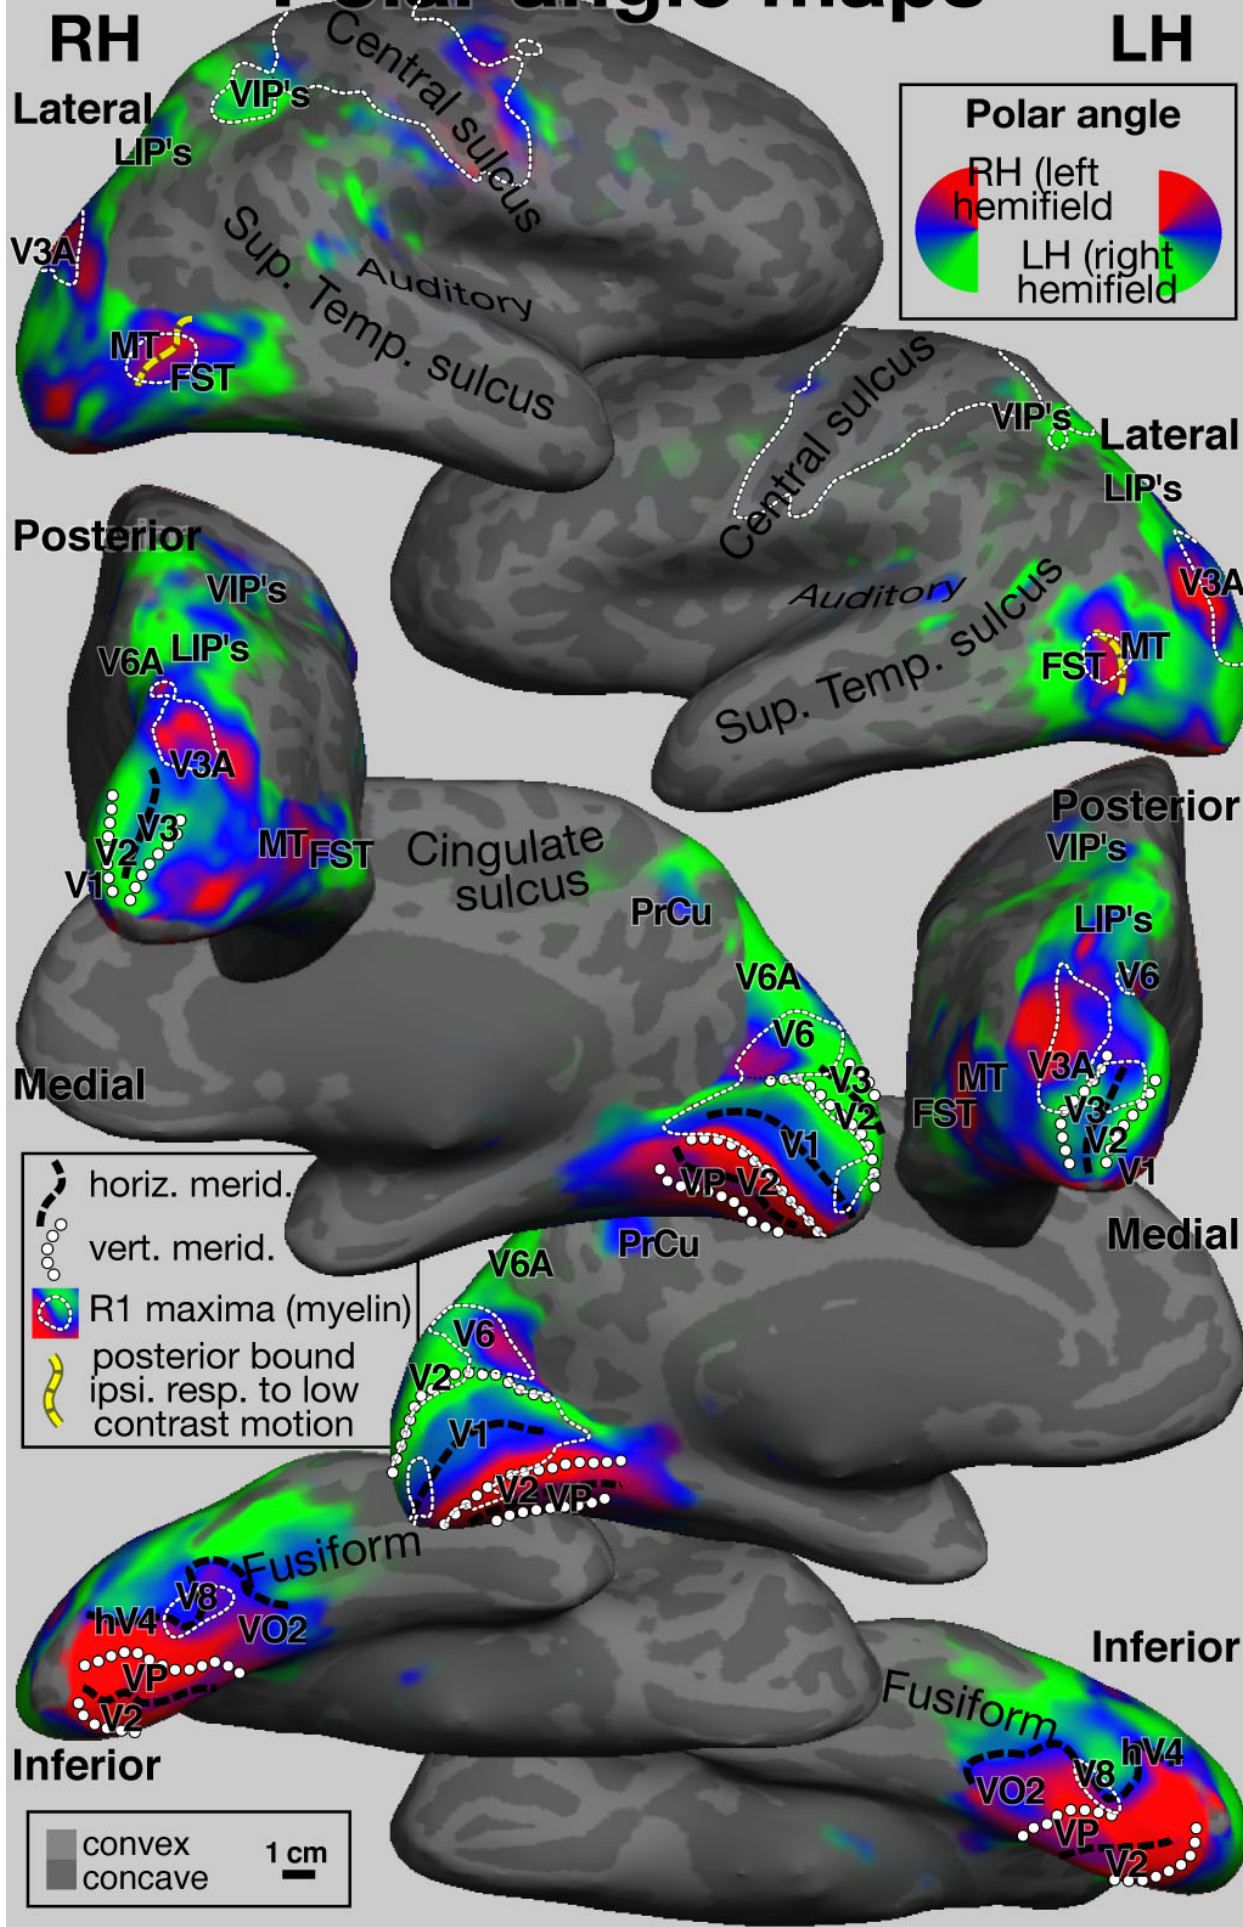 Polar angle maps
RH
LH
Lateral
VIP's
LIP's
V3A
MT
FST
Central sulcus
Auditory
Sup. Temp. sulcus
Polar angle
RH (left
hemifield
LH (right
hemifield
Central sulcus
VIP's
Lateral
LIP's
V3A
MT
FST
Auditory
Sup. Temp. sulcus
Posterior
VIP's
LIP's
V6A
V3A
V3
V2
V1
MT
FST
Cingulate
sulcus
PrCu
V6A
V6
V3
V2
V1
VP
V2
Medial
Posterior
VIP's
LIP's
V6
V3A
MT
FST
V3
V2
V1
Medial
horiz. merid.
vert. merid.
R1 maxima (myelin)
posterior bound
ipsi. resp. to low
contrast motion
PrCu
V6A
V6
V2
V1
V2
VP
Fusiform
V8
hV4
VO2
VP
V2
Inferior
Inferior
Fusiform
hV4
V8
VO2
VP
V2
convex
concave
1 cm